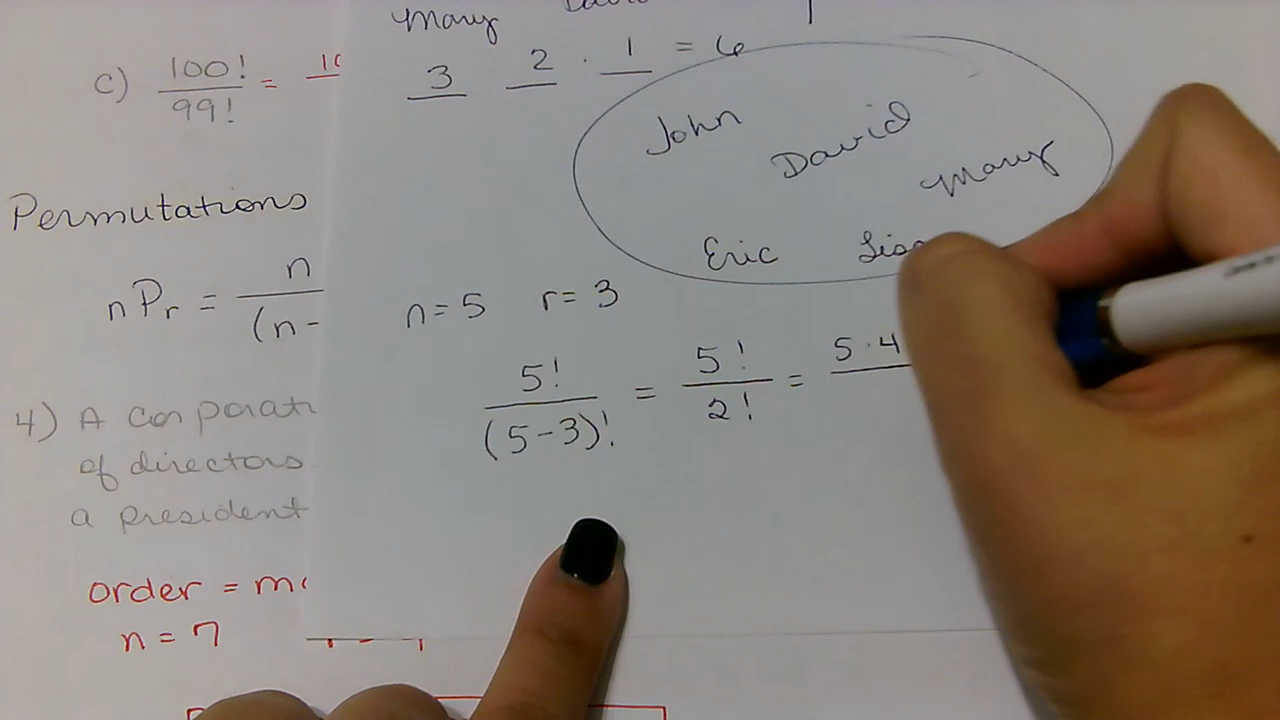 Mary
3 2 · 1 = 6
c) 100! / 99! =
John
David
Mary
Permutations
Eric
nPr = n / (n-
n=5 r=3
5! / (5-3)! = 5! / 2! = 5·4
4) A corporati
of directors
a president
order =
n = 7